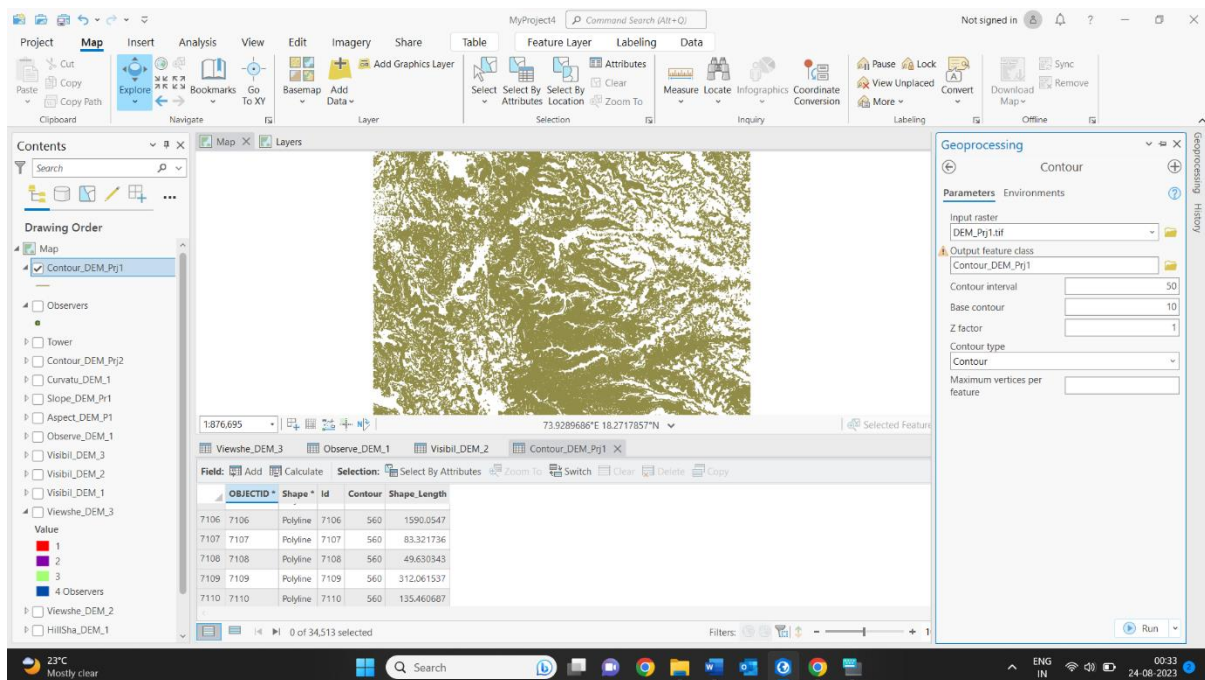 MyProject4
Command Search (Alt+Q)
Not signed in
Project Map Insert Analysis View Edit Imagery Share Table Feature Layer Labeling Data
Cut
Copy
Copy Path
Paste
Clipboard
Explore
Bookmarks
Go To XY
Navigate
Basemap
Add Data
Add Graphics Layer
Layer
Select
Select By Attributes
Select By Location
Attributes
Clear
Zoom To
Selection
Measure
Locate
Infographics
Coordinate Conversion
Inquiry
Pause
Lock
View Unplaced
More
Convert
Labeling
Download Map
Sync
Remove
Offline
Contents
Search
Drawing Order
Map
Contour_DEM_Prj1
Observers
Tower
Contour_DEM_Prj2
Curvatu_DEM_1
Slope_DEM_Pr1
Aspect_DEM_P1
Observe_DEM_1
Visibil_DEM_3
Visibil_DEM_2
Visibil_DEM_1
Viewshe_DEM_3
Value
1
2
3
4 Observers
Viewshe_DEM_2
HillSha_DEM_1
Map
Layers
1:876,695
73.9289686°E 18.2717857°N
Selected Feature
Viewshe_DEM_3 Observe_DEM_1 Visibil_DEM_2 Contour_DEM_Prj1
Field: Add Calculate Selection: Select By Attributes Zoom To Switch Clear Delete Copy
OBJECTID * Shape * Id Contour Shape_Length
7106 7106 Polyline 7106 560 1590.0547
7107 7107 Polyline 7107 560 83.321736
7108 7108 Polyline 7108 560 49.630343
7109 7109 Polyline 7109 560 312.061537
7110 7110 Polyline 7110 560 135.460687
0 of 34,513 selected
Filters:
Geoprocessing
Contour
Parameters Environments
Input raster
DEM_Prj1.tif
Output feature class
Contour_DEM_Prj1
Contour interval 50
Base contour 10
Z factor 1
Contour type
Contour
Maximum vertices per
feature
Run
Geoprocessing
History
23°C
Mostly clear
Search
ENG
IN
00:33
24-08-2023